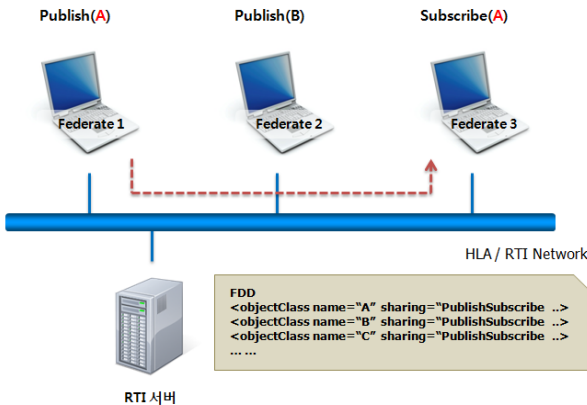 Publish(A)
Publish(B)
Subscribe(A)
Federate 1
Federate 2
Federate 3
HLA / RTI Network
FDD
<objectClass name=“A” sharing=“PublishSubscribe ..>
<objectClass name=“B” sharing=“PublishSubscribe ..>
<objectClass name=“C” sharing=“PublishSubscribe ..>
... ...
RTI 서버